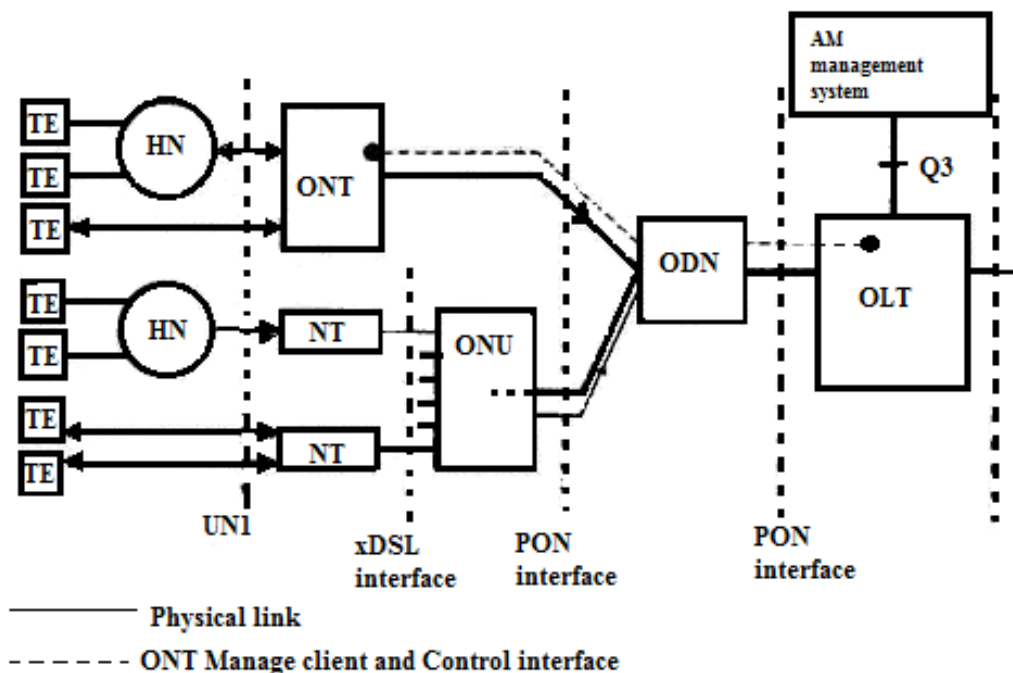 AM
management
system
TE
TE
TE
HN
ONT
Q3
ODN
OLT
TE
TE
HN
NT
ONU
TE
TE
NT
UN1
xDSL
interface
PON
interface
PON
interface
Physical link
ONT Manage client and Control interface